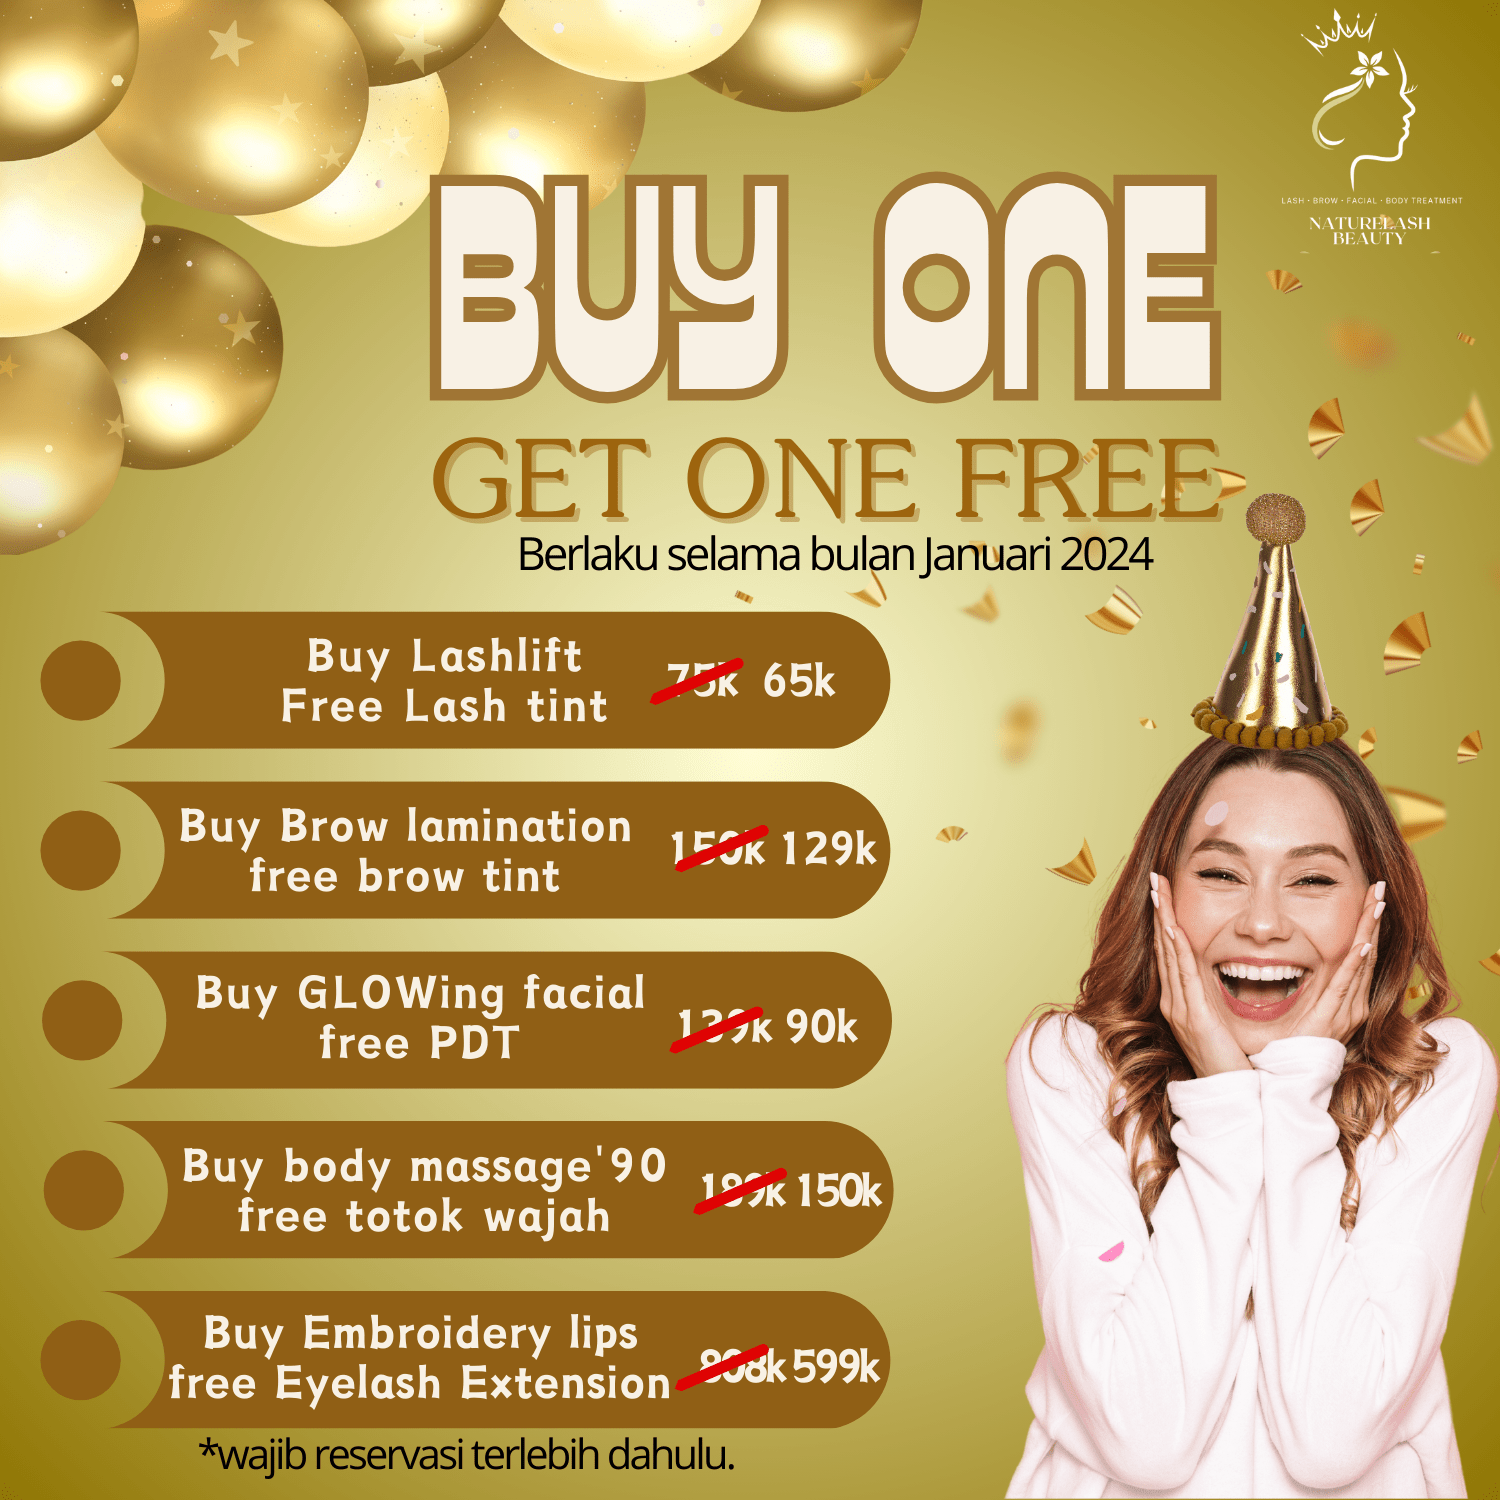 LASH • BROW • FACIAL • BODY TREATMENT
NATURELASH
BEAUTY
BUY ONE
GET ONE FREE
Berlaku selama bulan Januari 2024
Buy Lashlift
Free Lash tint
75k 65k
Buy Brow lamination
free brow tint
150k 129k
Buy GLOWing facial
free PDT
139k 90k
Buy body massage'90
free totok wajah
189k 150k
Buy Embroidery lips
free Eyelash Extension
808k 599k
*wajib reservasi terlebih dahulu.